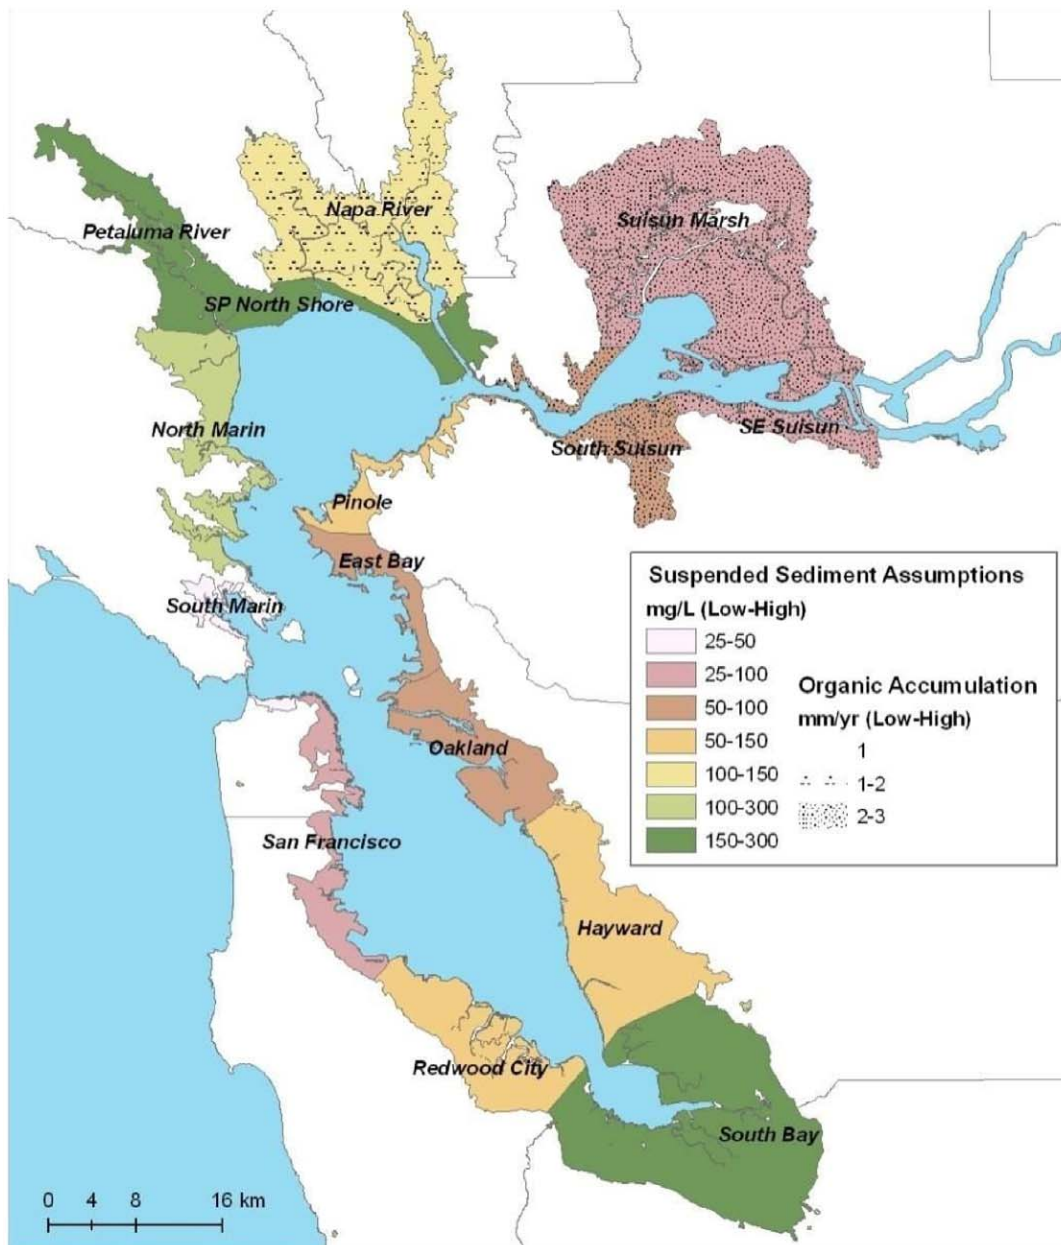 Napa River
Suisun Marsh
Petaluma River
SP North Shore
North Marin
SE Suisun
South Suisun
Pinole
East Bay
South Marin
Oakland
San Francisco
Hayward
Redwood City
South Bay
Suspended Sediment Assumptions
mg/L (Low-High)
25-50
25-100
50-100
50-150
100-150
100-300
150-300
Organic Accumulation
mm/yr (Low-High)
1
1-2
2-3
0 4 8 16 km